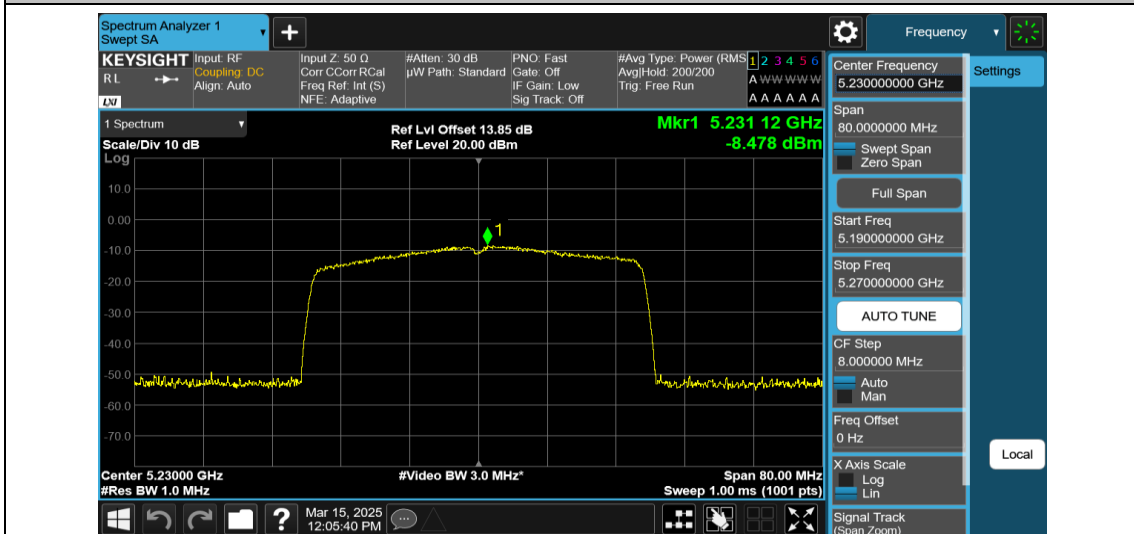 Spectrum Analyzer 1
Swept SA
+
Frequency
KEYSIGHT
R L
LXI
Input: RF
Coupling: DC
Align: Auto
Input Z: 50 Ω
Corr CCorr RCal
Freq Ref: Int (S)
NFE: Adaptive
#Atten: 30 dB
µW Path: Standard
PNO: Fast
Gate: Off
IF Gain: Low
Sig Track: Off
#Avg Type: Power (RMS
Avg|Hold: 200/200
Trig: Free Run
1 2 3 4 5 6
A W W W W W
A A A A A A
1 Spectrum
Scale/Div 10 dB
Log
Ref Lvl Offset 13.85 dB
Ref Level 20.00 dBm
Mkr1 5.231 12 GHz
-8.478 dBm
10.0
0.00
-10.0
-20.0
-30.0
-40.0
-50.0
-60.0
-70.0
1
Center 5.23000 GHz
#Res BW 1.0 MHz
#Video BW 3.0 MHz*
Span 80.00 MHz
Sweep 1.00 ms (1001 pts)
Center Frequency
5.230000000 GHz
Span
80.0000000 MHz
Swept Span
Zero Span
Full Span
Start Freq
5.190000000 GHz
Stop Freq
5.270000000 GHz
AUTO TUNE
CF Step
8.000000 MHz
Auto
Man
Freq Offset
0 Hz
X Axis Scale
Log
Lin
Signal Track
(Span Zoom)
Settings
Local
?
Mar 15, 2025
12:05:40 PM